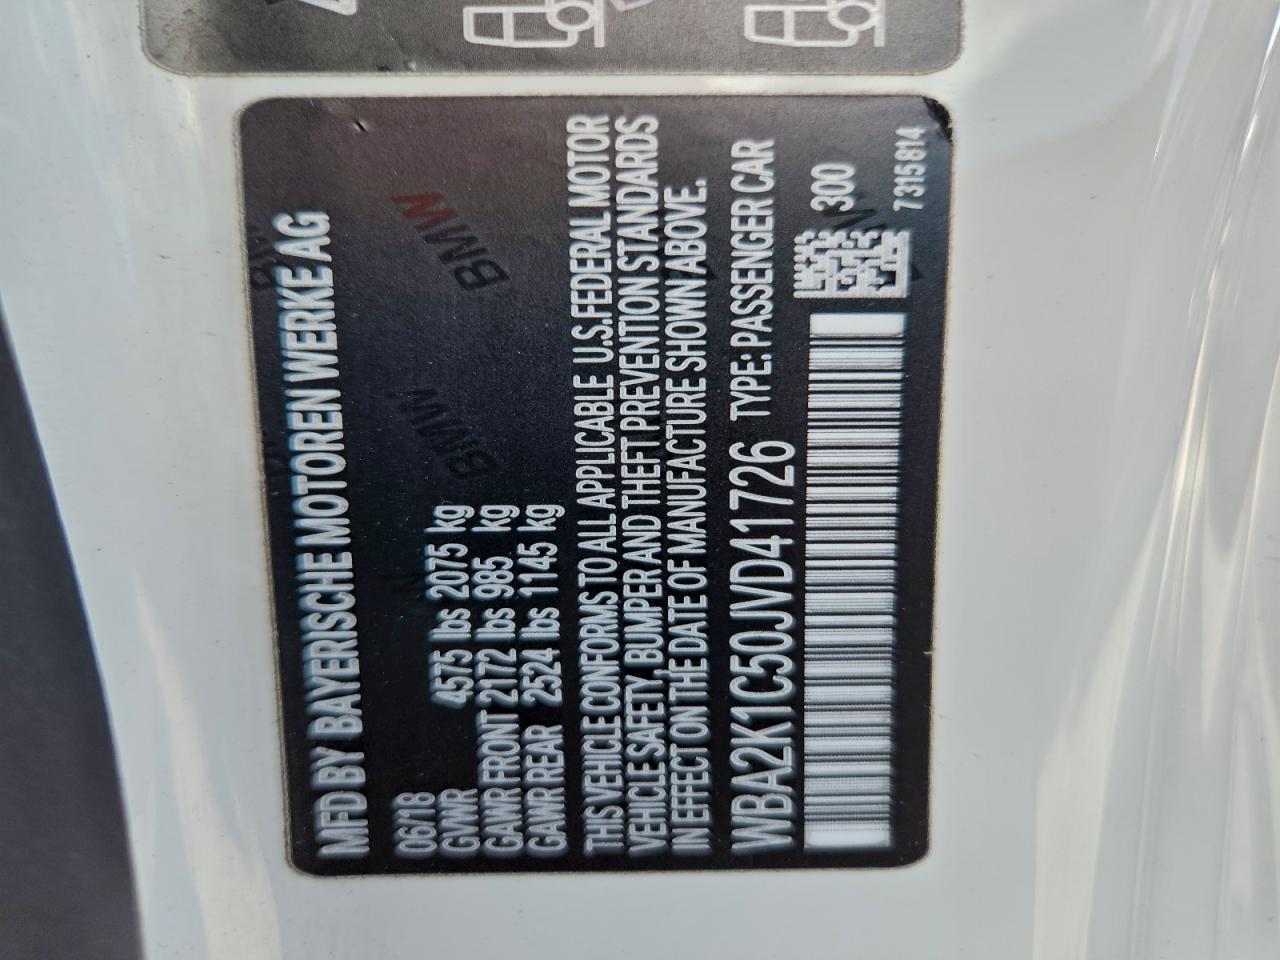 MFD BY BAYERISCHE MOTOREN WERKE AG
06/18
GVWR 4575 lbs 2075 kg
GAWR FRONT 2172 lbs 985 kg
GAWR REAR 2524 lbs 1145 kg
THIS VEHICLE CONFORMS TO ALL APPLICABLE U.S.FEDERAL MOTOR
VEHICLE SAFETY, BUMPER AND THEFT PREVENTION STANDARDS
IN EFFECT ON THE DATE OF MANUFACTURE SHOWN ABOVE.
WBA2K1C50JVD41726 TYPE: PASSENGER CAR
300
7315814
BMW
BMW